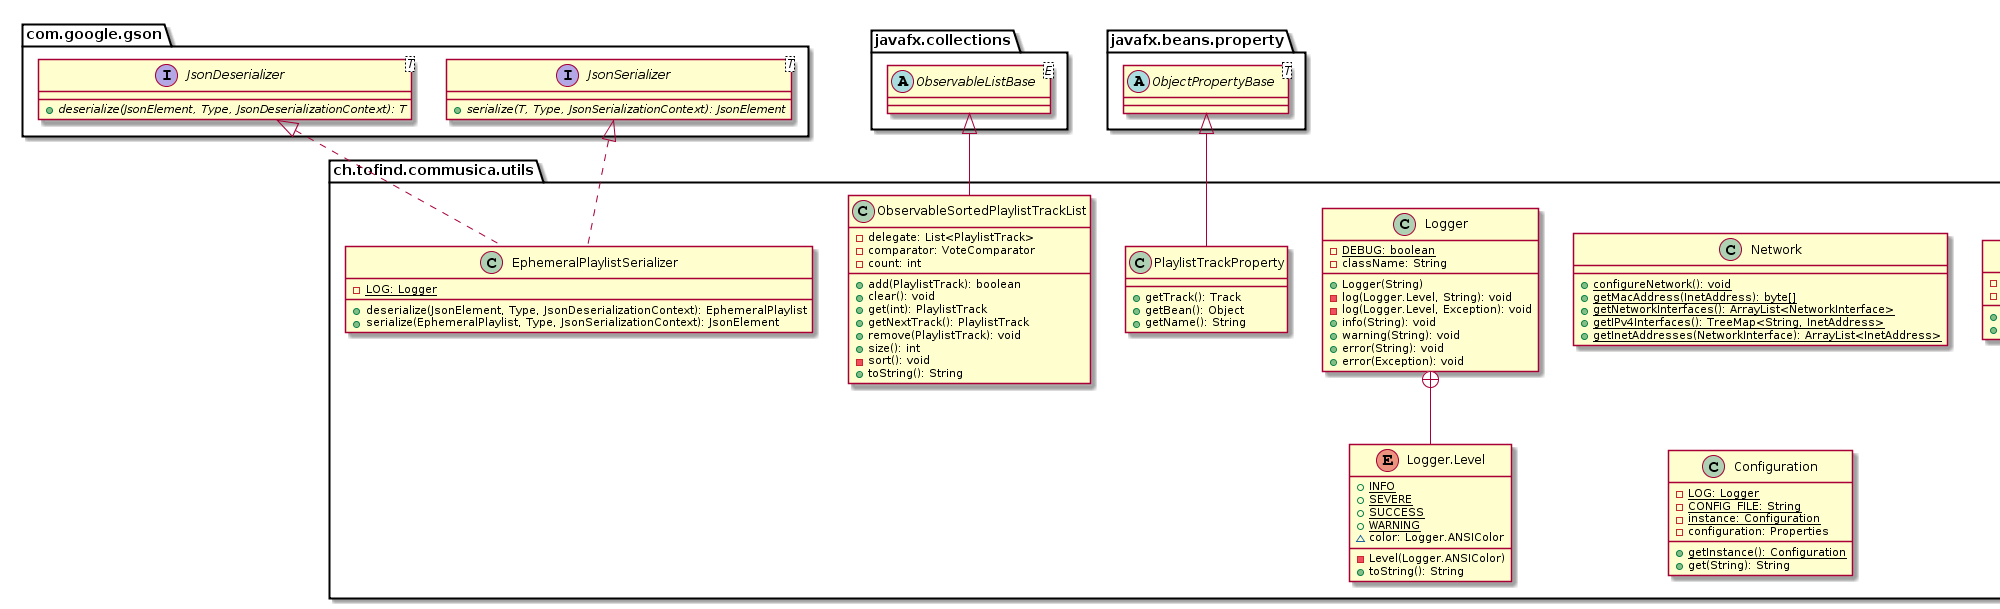 com.google.gson
I JsonDeserializer T
deserialize(JsonElement, Type, JsonDeserializationContext): T
I JsonSerializer T
serialize(T, Type, JsonSerializationContext): JsonElement
javafx.collections
A ObservableListBase E
javafx.beans.property
A ObjectPropertyBase T
ch.tofind.commusica.utils
C EphemeralPlaylistSerializer
LOG: Logger
deserialize(JsonElement, Type, JsonDeserializationContext): EphemeralPlaylist
serialize(EphemeralPlaylist, Type, JsonSerializationContext): JsonElement
C ObservableSortedPlaylistTrackList
delegate: List<PlaylistTrack>
comparator: VoteComparator
count: int
add(PlaylistTrack): boolean
clear(): void
get(int): PlaylistTrack
getNextTrack(): PlaylistTrack
remove(PlaylistTrack): void
size(): int
sort(): void
toString(): String
C PlaylistTrackProperty
getTrack(): Track
getBean(): Object
getName(): String
C Logger
DEBUG: boolean
className: String
Logger(String)
log(Logger.Level, String): void
log(Logger.Level, Exception): void
info(String): void
warning(String): void
error(String): void
error(Exception): void
C Network
configureNetwork(): void
getMacAddress(InetAddress): byte[]
getNetworkInterfaces(): ArrayList<NetworkInterface>
getIPv4Interfaces(): TreeMap<String, InetAddress>
getInetAddresses(NetworkInterface): ArrayList<InetAddress>
E Logger.Level
INFO
SEVERE
SUCCESS
WARNING
color: Logger.ANSIColor
Level(Logger.ANSIColor)
toString(): String
C Configuration
LOG: Logger
CONFIG_FILE: String
instance: Configuration
configuration: Properties
getInstance(): Configuration
get(String): String